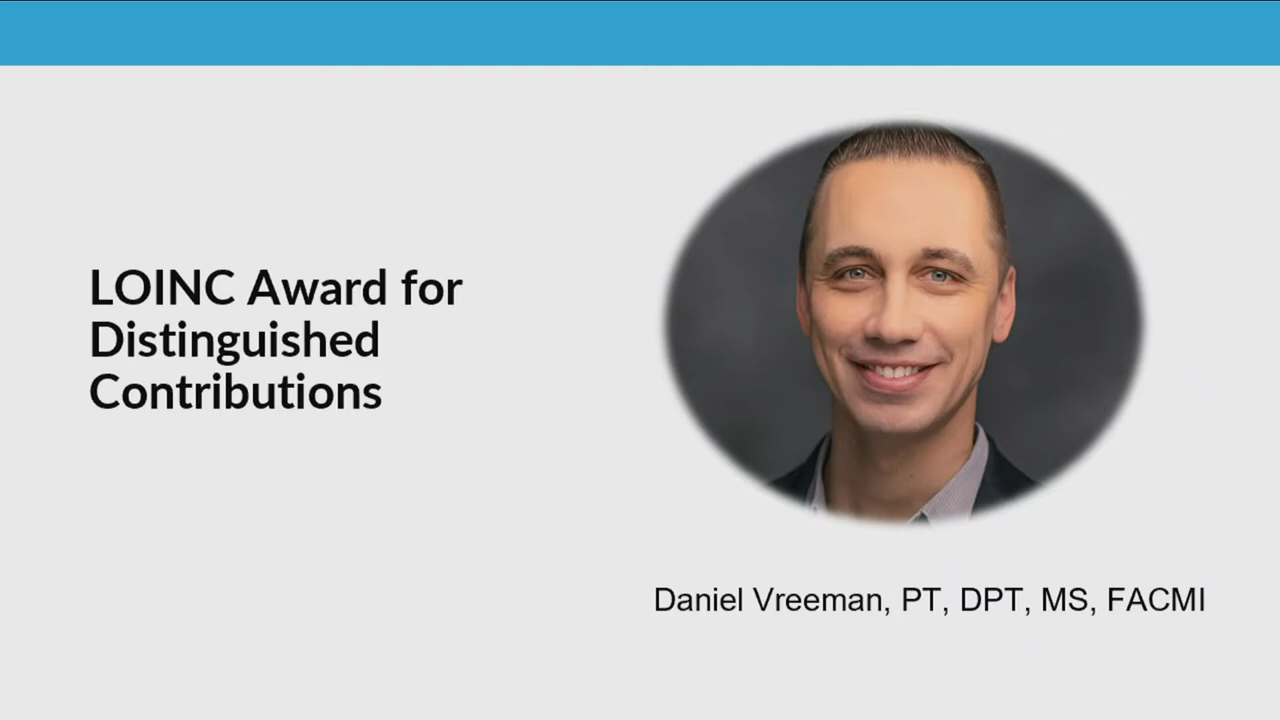 LOINC Award for
Distinguished
Contributions
Daniel Vreeman, PT, DPT, MS, FACMI